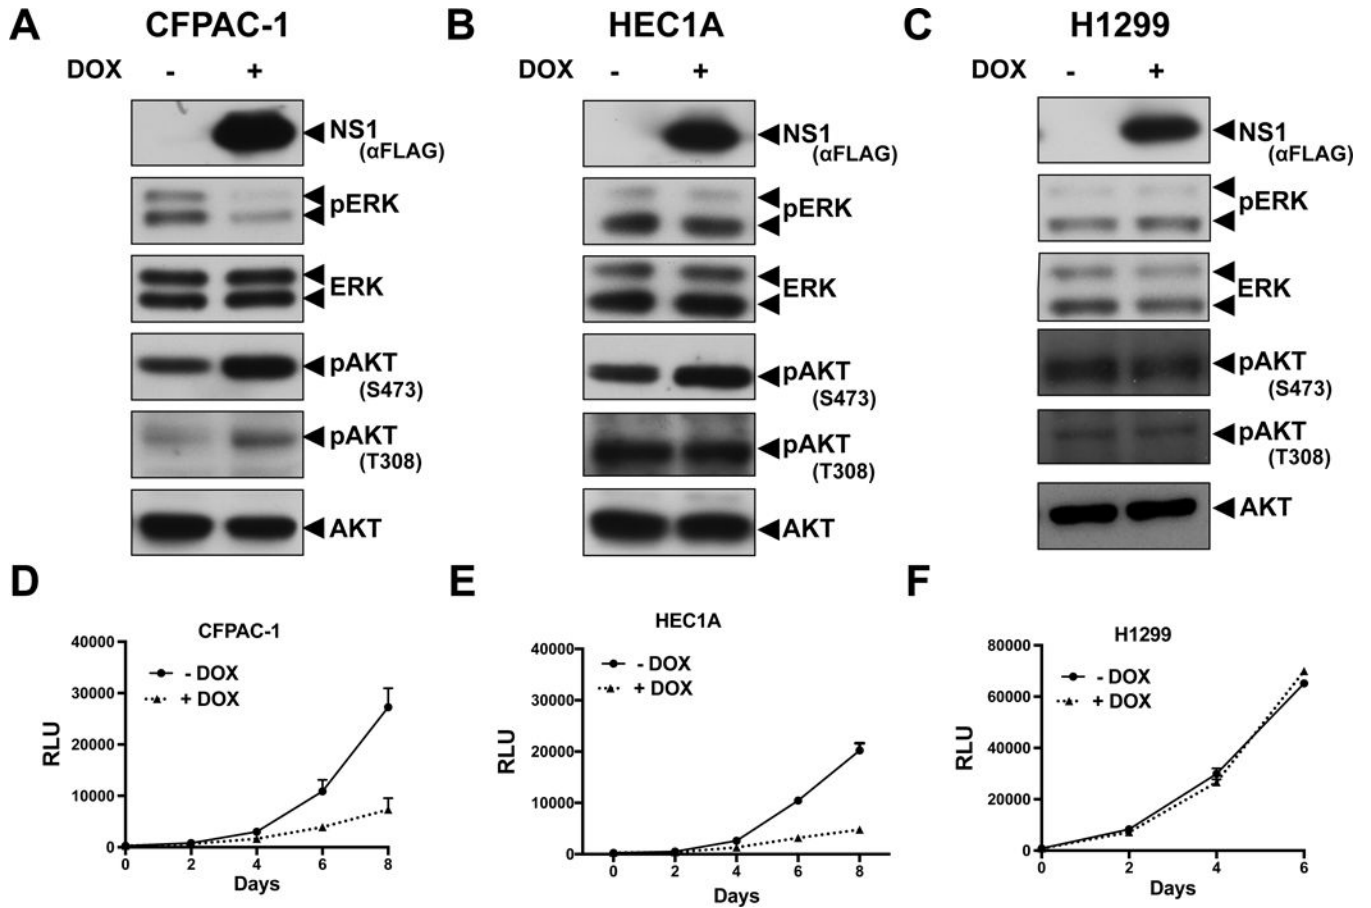 A CFPAC-1
DOX - +
NS1
(αFLAG)
pERK
ERK
pAKT
(S473)
pAKT
(T308)
AKT
B HEC1A
DOX - +
NS1
(αFLAG)
pERK
ERK
pAKT
(S473)
pAKT
(T308)
AKT
C H1299
DOX - +
NS1
(αFLAG)
pERK
ERK
pAKT
(S473)
pAKT
(T308)
AKT
D
CFPAC-1
- DOX
+ DOX
RLU
40000
30000
20000
10000
0
0 2 4 6 8
Days
E
HEC1A
- DOX
+ DOX
RLU
40000
30000
20000
10000
0
0 2 4 6 8
Days
F
H1299
- DOX
+ DOX
RLU
80000
60000
40000
20000
0
0 2 4 6
Days